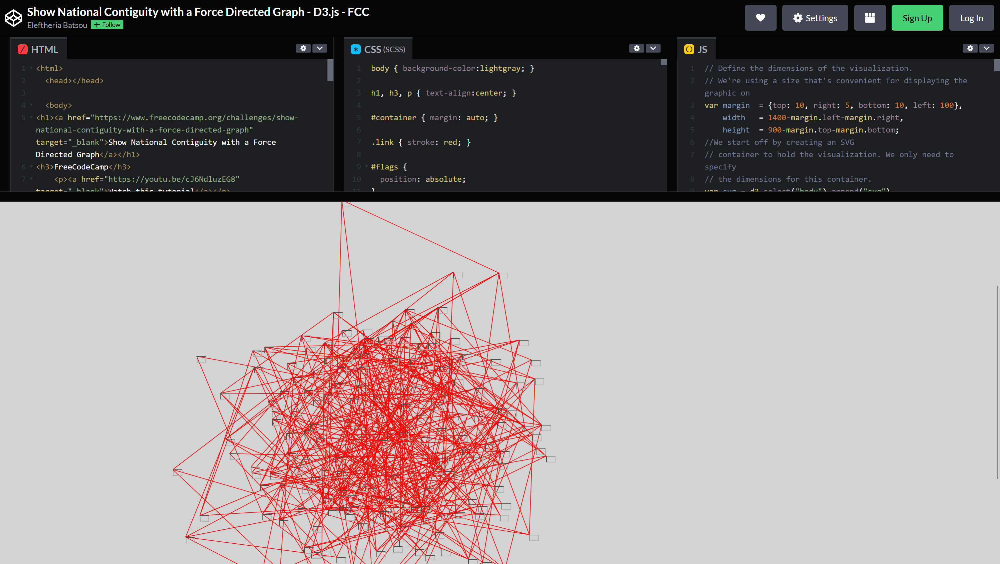 Show National Contiguity with a Force Directed Graph - D3.js - FCC
Eleftheria Batsou
+ Follow
Settings
Sign Up
Log In
HTML
1 <html>
2 <head></head>
3
4 <body>
5 <h1><a href="https://www.freecodecamp.org/challenges/show-
national-contiguity-with-a-force-directed-graph"
target="_blank">Show National Contiguity with a Force
Directed Graph</a></h1>
6 <h3>FreeCodeCamp</h3>
7 <p><a href="https://youtu.be/cJ6NdluzEG8"
target="_blank">Watch this tutorial</a></p>
CSS (SCSS)
1 body { background-color:lightgray; }
2
3 h1, h3, p { text-align:center; }
4
5 #container { margin: auto; }
6
7 .link { stroke: red; }
8
9 #flags {
10 position: absolute;
11 }
JS
1 // Define the dimensions of the visualization.
2 // We're using a size that's convenient for displaying the
graphic on
3 var margin = {top: 10, right: 5, bottom: 10, left: 100},
4 width = 1400-margin.left-margin.right,
5 height = 900-margin.top-margin.bottom;
6 //We start off by creating an SVG
7 // container to hold the visualization. We only need to
specify
8 // the dimensions for this container.
9 var svg = d3.select("body").append("svg")